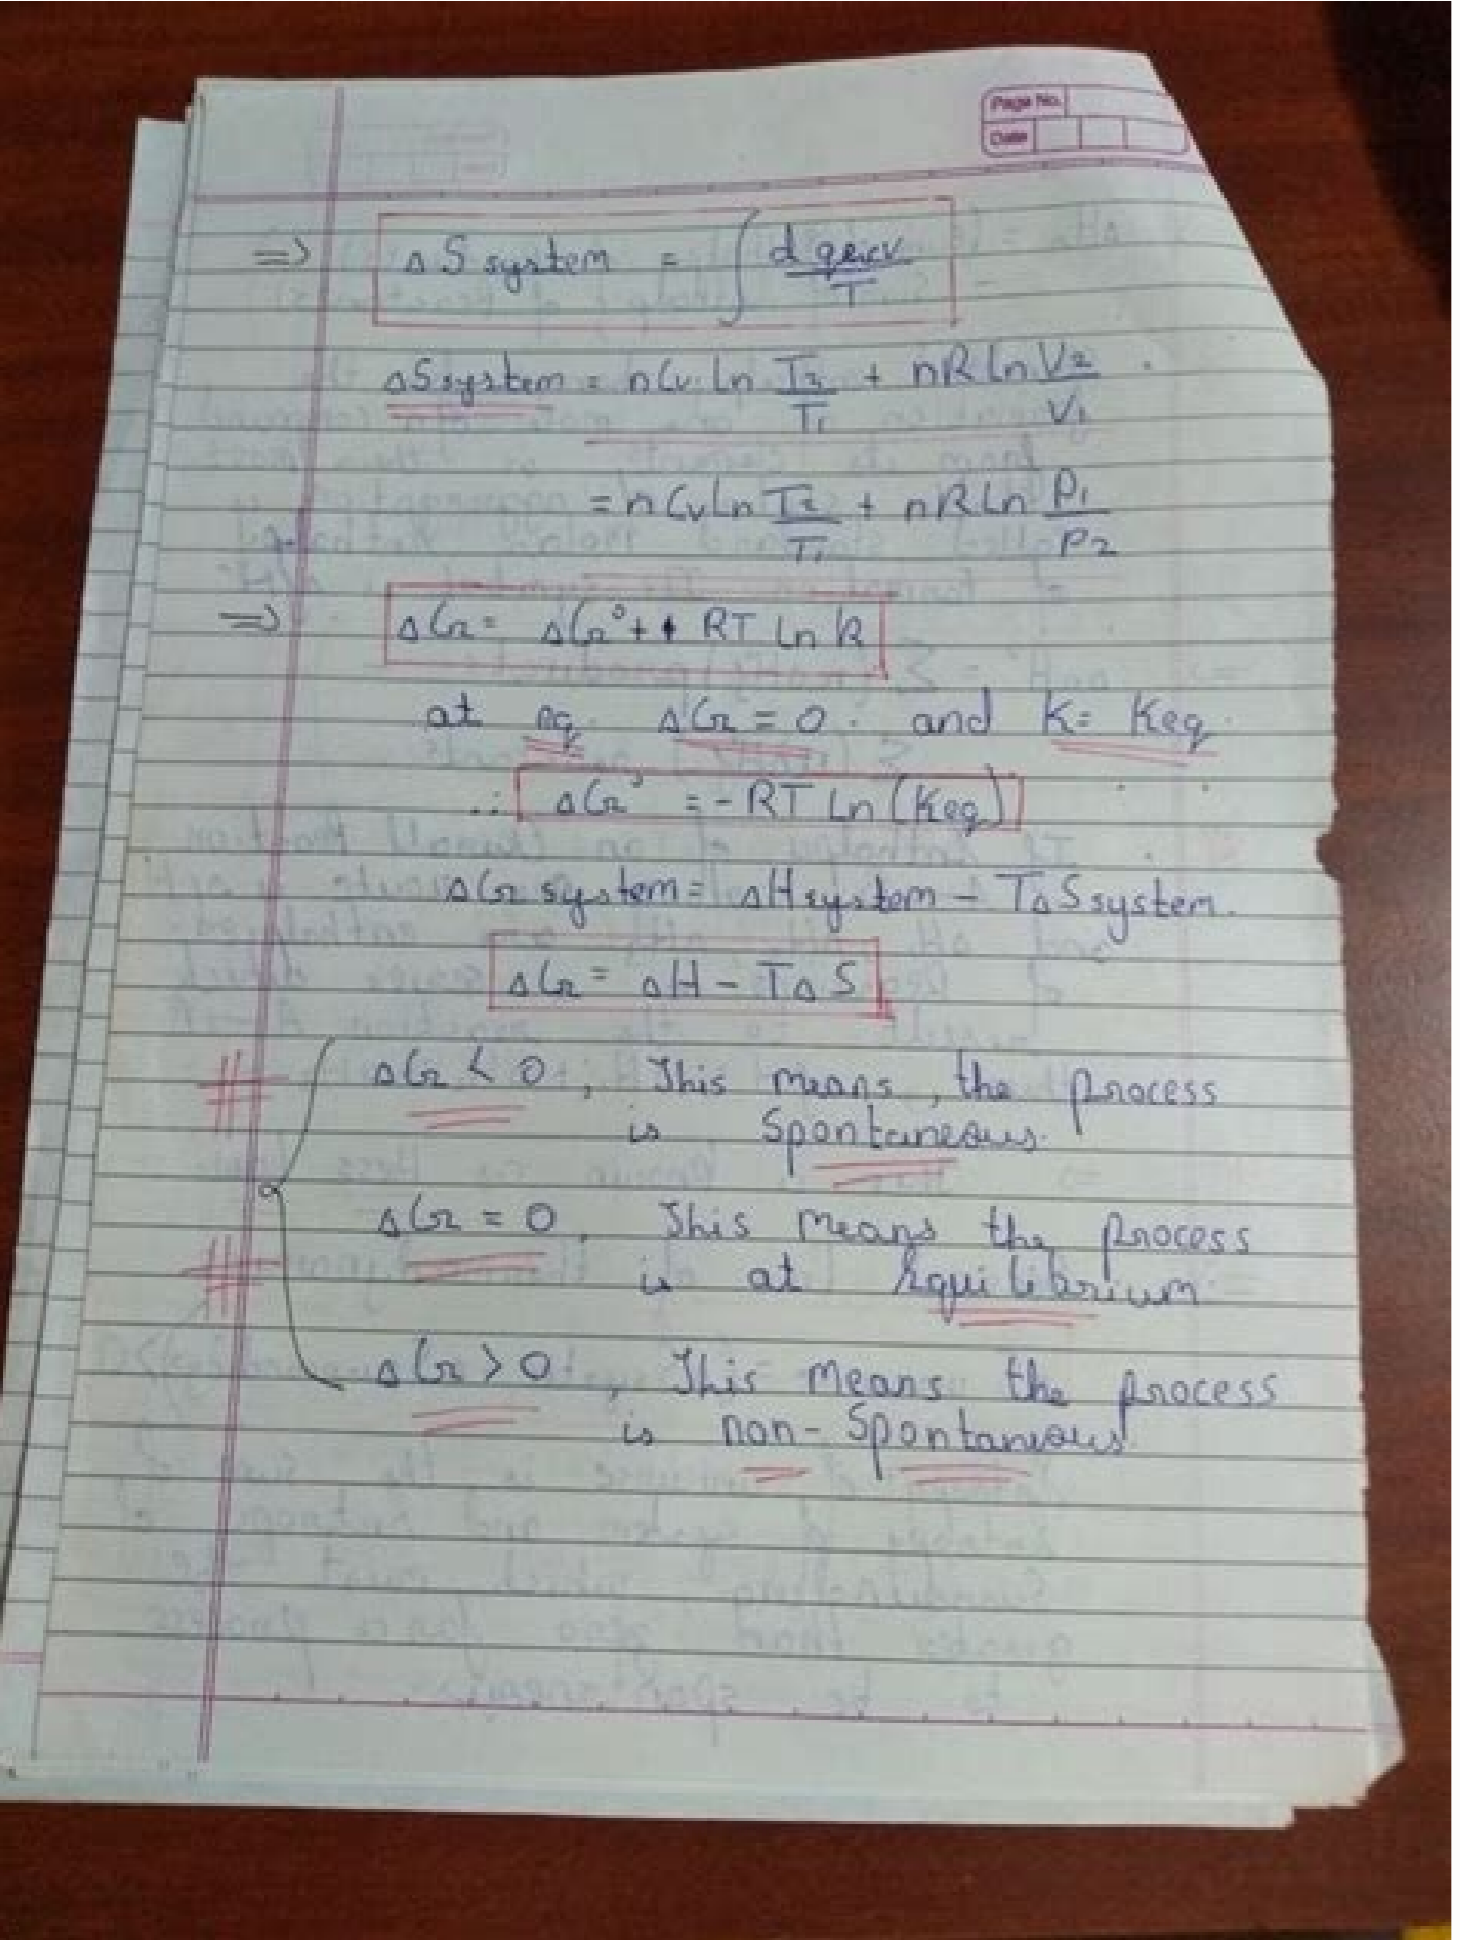 Page No.
Date
=> ΔS system = ∫ d qrev / T
ΔS system = nCv ln T2/T1 + nR ln V2/V1
= nCv ln T2/T1 + nR ln P1/P2
=> ΔG = ΔG° + + RT ln k
at eq. ΔG = 0. and K = Keq.
∴ ΔG° = - RT Ln (Keq)
ΔG system = ΔH system - TΔS system.
ΔG = ΔH - TΔS
# ΔG < 0, This means, the process
is Spontaneous.
ΔG = 0, This means the process
# is at Equilibrium
ΔG > 0, This means the process
is non-Spontaneous